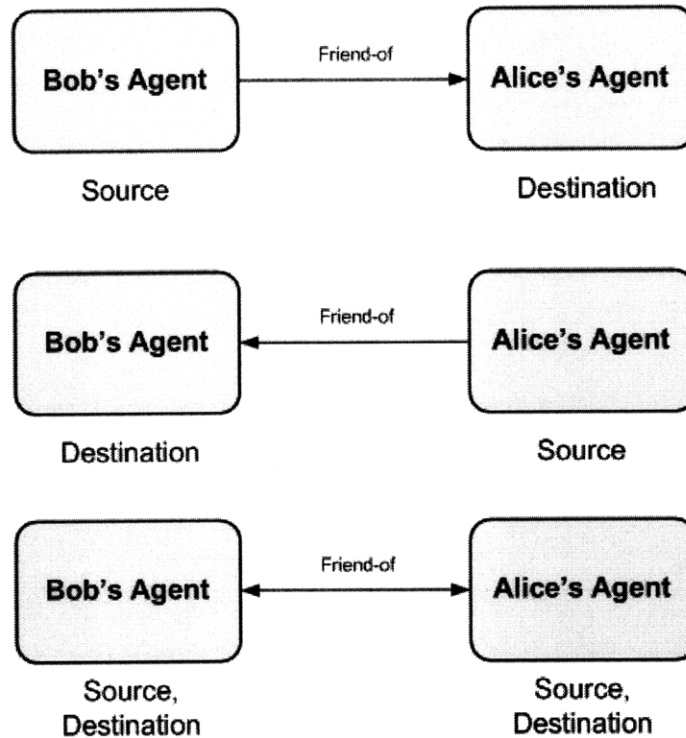 Friend-of
Bob's Agent
Alice's Agent
Source
Destination
Friend-of
Bob's Agent
Alice's Agent
Destination
Source
Friend-of
Bob's Agent
Alice's Agent
Source,
Destination
Source,
Destination